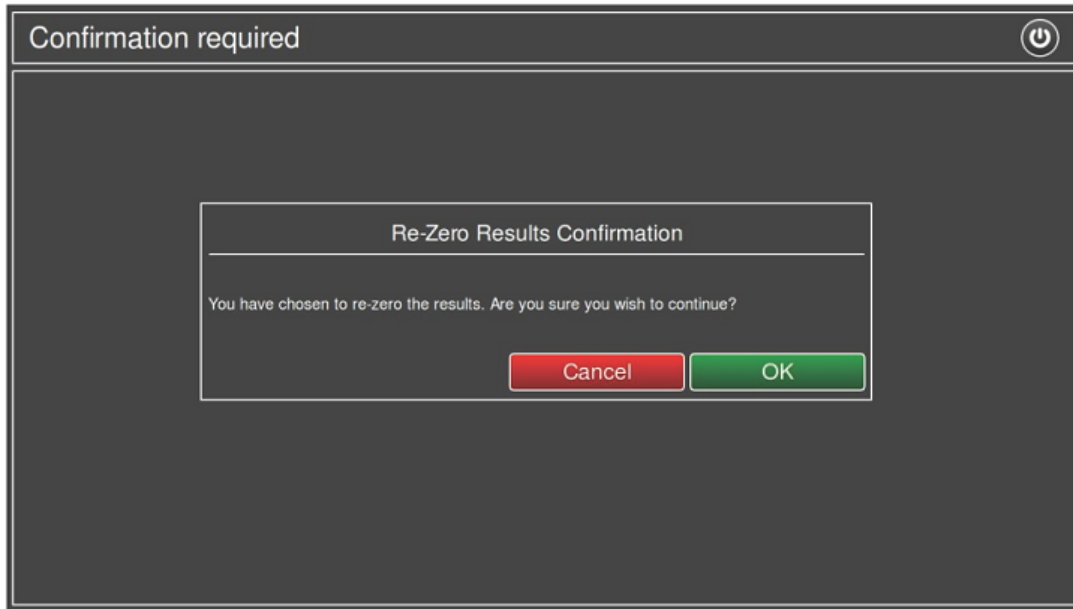 Confirmation required
Re-Zero Results Confirmation
You have chosen to re-zero the results. Are you sure you wish to continue?
Cancel
OK